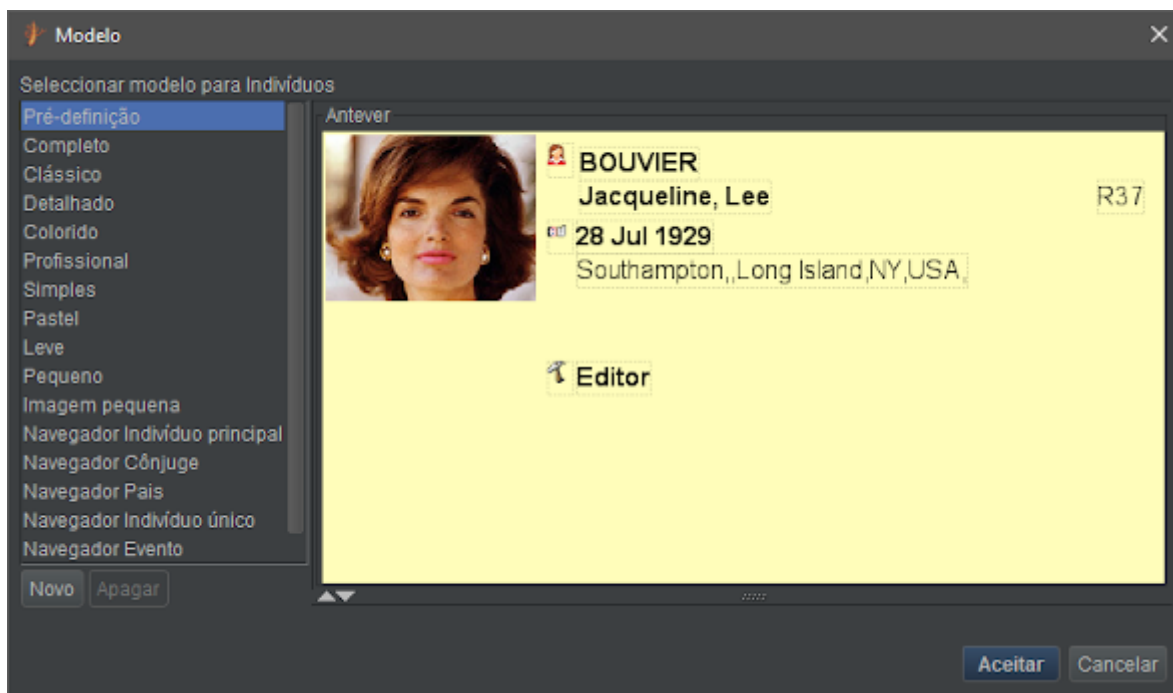 Modelo
Seleccionar modelo para Indivíduos
Pré-definição
Completo
Clássico
Detalhado
Colorido
Profissional
Simples
Pastel
Leve
Pequeno
Imagem pequena
Navegador Indivíduo principal
Navegador Cônjuge
Navegador Pais
Navegador Indivíduo único
Navegador Evento
Novo Apagar
Antever
BOUVIER
Jacqueline, Lee R37
28 Jul 1929
Southampton,,Long Island,NY,USA,
Editor
Aceitar Cancelar